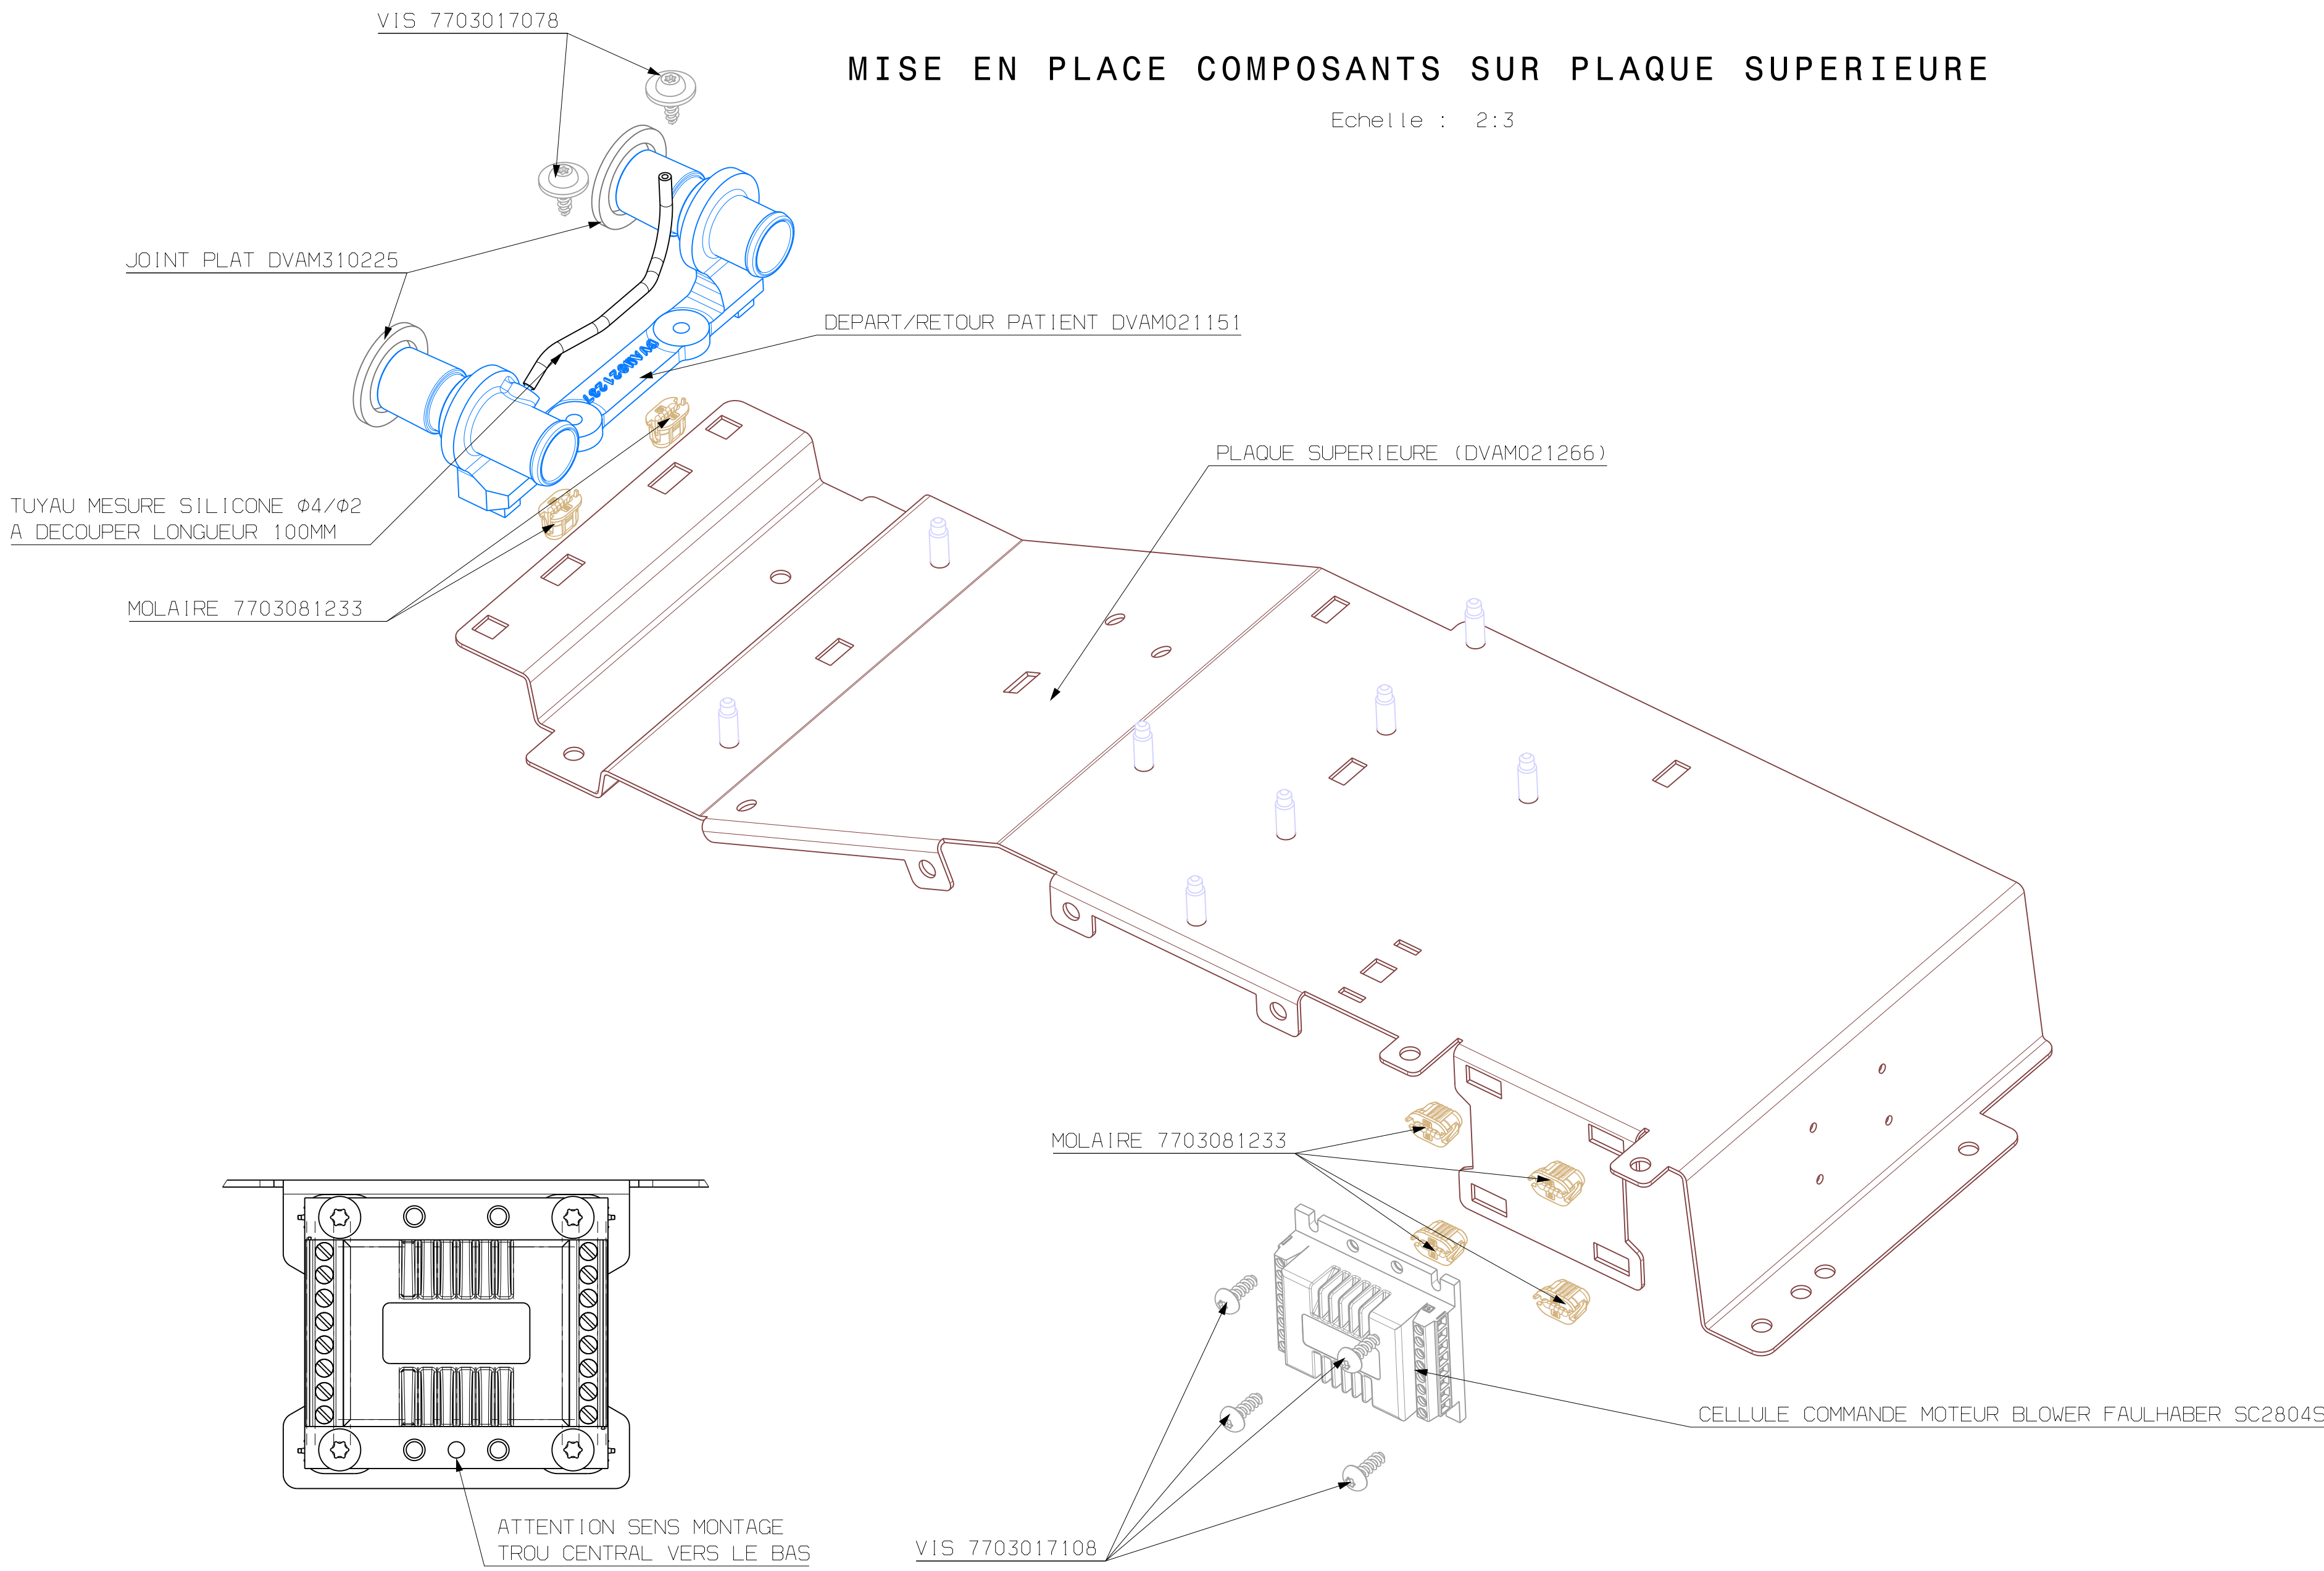 VIS 7703017078
MISE EN PLACE COMPOSANTS SUR PLAQUE SUPERIEURE
Echelle : 2:3
JOINT PLAT DVAM310225
DEPART/RETOUR PATIENT DVAM021151
PLAQUE SUPERIEURE (DVAM021266)
TUYAU MESURE SILICONE Φ4/Φ2
A DECOUPER LONGUEUR 100MM
MOLAIRE 7703081233
MOLAIRE 7703081233
CELLULE COMMANDE MOTEUR BLOWER FAULHABER SC2804S
ATTENTION SENS MONTAGE
TROU CENTRAL VERS LE BAS
VIS 7703017108